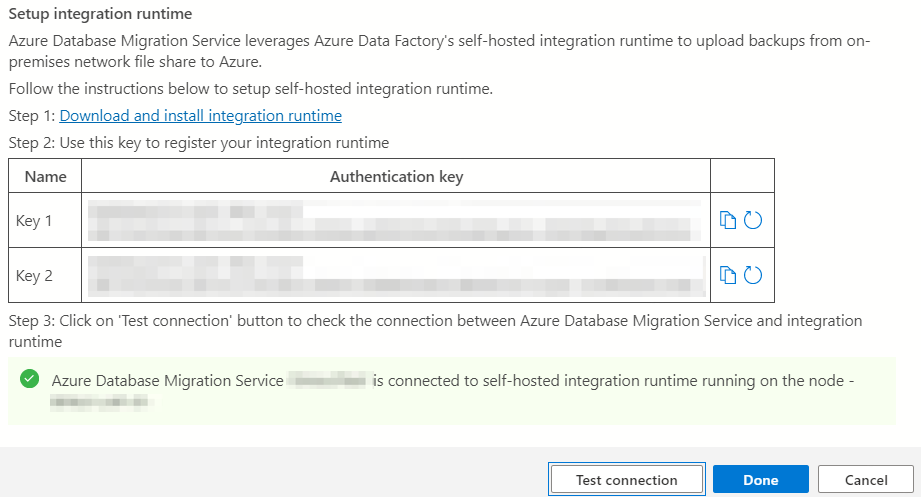 Setup integration runtime
Azure Database Migration Service leverages Azure Data Factory's self-hosted integration runtime to upload backups from on-
premises network file share to Azure.
Follow the instructions below to setup self-hosted integration runtime.
Step 1: Download and install integration runtime
Step 2: Use this key to register your integration runtime
Name Authentication key
Key 1
Key 2
Step 3: Click on 'Test connection' button to check the connection between Azure Database Migration Service and integration
runtime
Azure Database Migration Service is connected to self-hosted integration runtime running on the node -
Test connection Done Cancel